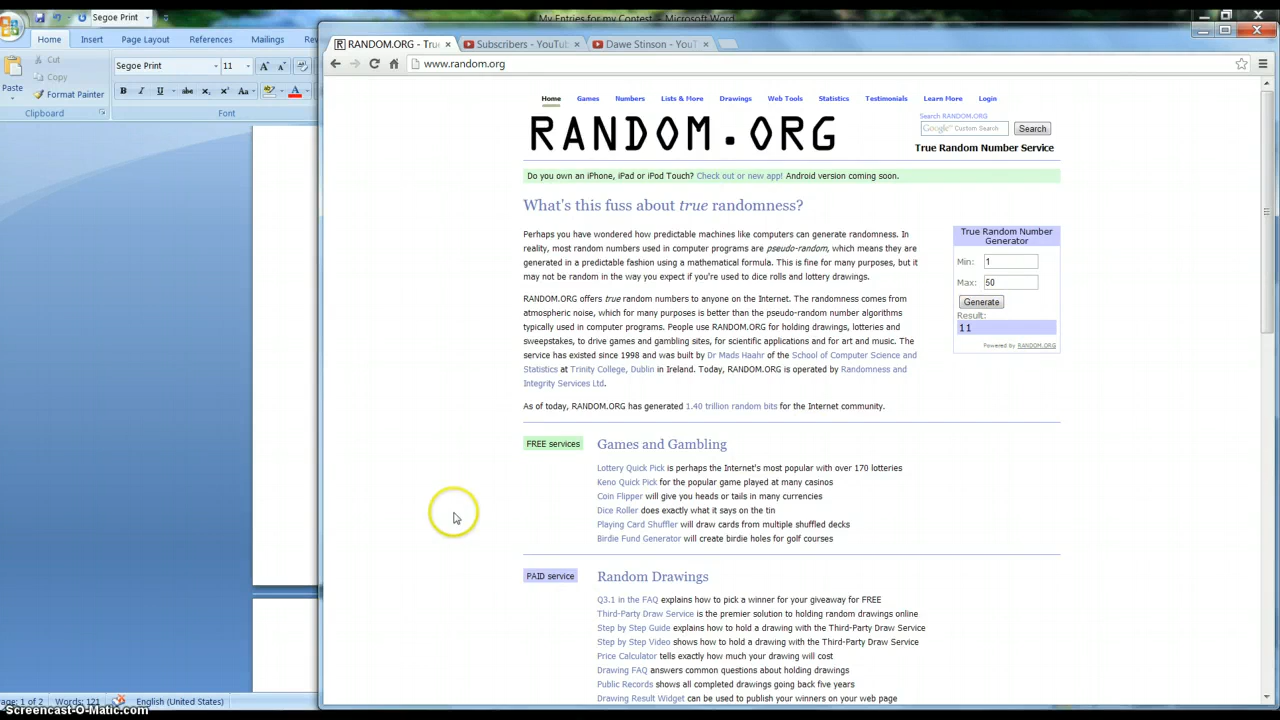 Segoe Print
My Entries for my Contest - Microsoft Word
Home Insert Page Layout References Mailings
Cut
Copy
Paste
Format Painter
Clipboard
Segoe Print 11
Font
RANDOM.ORG - Tru
Subscribers - YouTub
Dawe Stinson - YouT
www.random.org
Home Games Numbers Lists & More Drawings Web Tools Statistics Testimonials Learn More Login
RANDOM.ORG
Search RANDOM.ORG
Google Custom Search
Search
True Random Number Service
Do you own an iPhone, iPad or iPod Touch? Check out or new app! Android version coming soon.
What's this fuss about true randomness?
Perhaps you have wondered how predictable machines like computers can generate randomness. In
reality, most random numbers used in computer programs are pseudo-random, which means they are
generated in a predictable fashion using a mathematical formula. This is fine for many purposes, but it
may not be random in the way you expect if you're used to dice rolls and lottery drawings.
RANDOM.ORG offers true random numbers to anyone on the Internet. The randomness comes from
atmospheric noise, which for many purposes is better than the pseudo-random number algorithms
typically used in computer programs. People use RANDOM.ORG for holding drawings, lotteries and
sweepstakes, to drive games and gambling sites, for scientific applications and for art and music. The
service has existed since 1998 and was built by Dr Mads Haahr of the School of Computer Science and
Statistics at Trinity College, Dublin in Ireland. Today, RANDOM.ORG is operated by Randomness and
Integrity Services Ltd.
As of today, RANDOM.ORG has generated 1.40 trillion random bits for the Internet community.
True Random Number
Generator
Min: 1
Max: 50
Generate
Result:
11
Powered by RANDOM.ORG
FREE services
Games and Gambling
Lottery Quick Pick is perhaps the Internet's most popular with over 170 lotteries
Keno Quick Pick for the popular game played at many casinos
Coin Flipper will give you heads or tails in many currencies
Dice Roller does exactly what it says on the tin
Playing Card Shuffler will draw cards from multiple shuffled decks
Birdie Fund Generator will create birdie holes for golf courses
PAID service
Random Drawings
Q3.1 in the FAQ explains how to pick a winner for your giveaway for FREE
Third-Party Draw Service is the premier solution to holding random drawings online
Step by Step Guide explains how to hold a drawing with the Third-Party Draw Service
Step by Step Video shows how to hold a drawing with the Third-Party Draw Service
Price Calculator tells exactly how much your drawing will cost
Drawing FAQ answers common questions about holding drawings
Public Records shows all completed drawings going back five years
Drawing Result Widget can be used to publish your winners on your web page
Page 1 of 2 Words: 121 English (United States)
Screencast-O-Matic.com